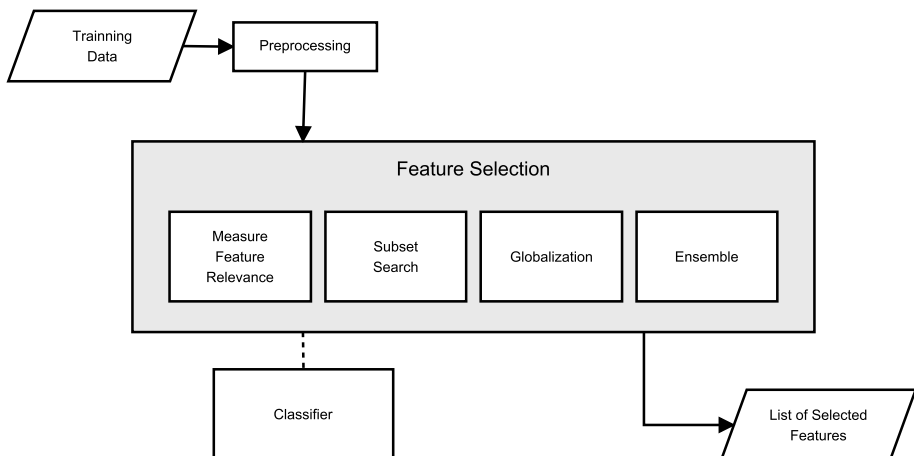 Trainning
Data
Preprocessing
Feature Selection
Measure
Feature
Relevance
Subset
Search
Globalization
Ensemble
Classifier
List of Selected
Features